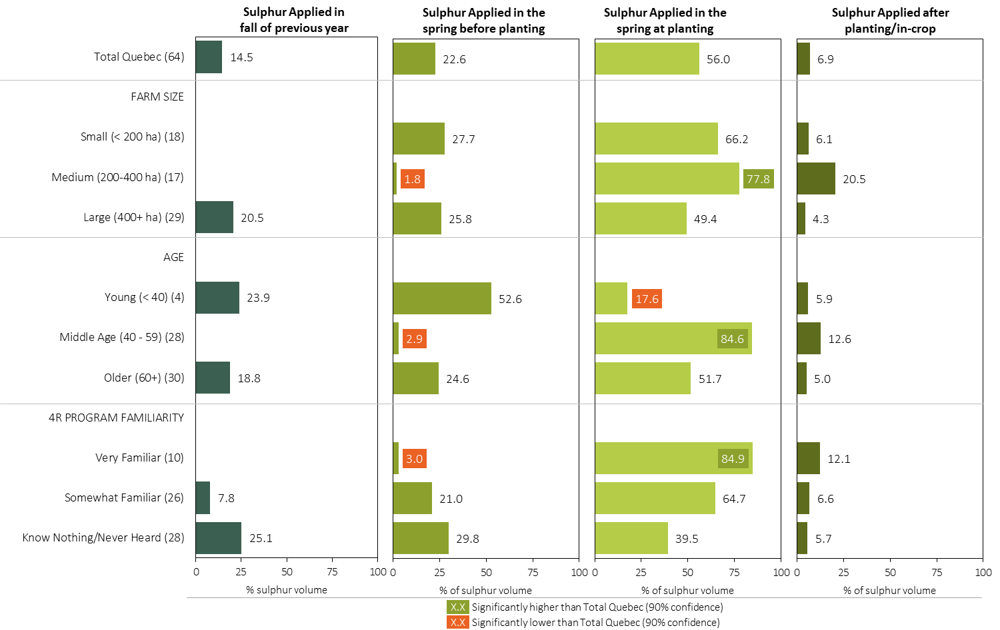 Sulphur Applied in
fall of previous year
Sulphur Applied in the
spring before planting
Sulphur Applied in the
spring at planting
Sulphur Applied after
planting/in-crop
Total Quebec (64) 14.5 22.6 56.0 6.9
FARM SIZE
Small (< 200 ha) (18) 27.7 66.2 6.1
Medium (200-400 ha) (17) 1.8 77.8 20.5
Large (400+ ha) (29) 20.5 25.8 49.4 4.3
AGE
Young (< 40) (4) 23.9 52.6 17.6 5.9
Middle Age (40 - 59) (28) 2.9 84.6 12.6
Older (60+) (30) 18.8 24.6 51.7 5.0
4R PROGRAM FAMILIARITY
Very Familiar (10) 3.0 84.9 12.1
Somewhat Familiar (26) 7.8 21.0 64.7 6.6
Know Nothing/Never Heard (28) 25.1 29.8 39.5 5.7
0 25 50 75 100 0 25 50 75 100 0 25 50 75 100 0 25 50 75 100
% sulphur volume % of sulphur volume % of sulphur volume % of sulphur volume
X.X Significantly higher than Total Quebec (90% confidence)
X.X Significantly lower than Total Quebec (90% confidence)